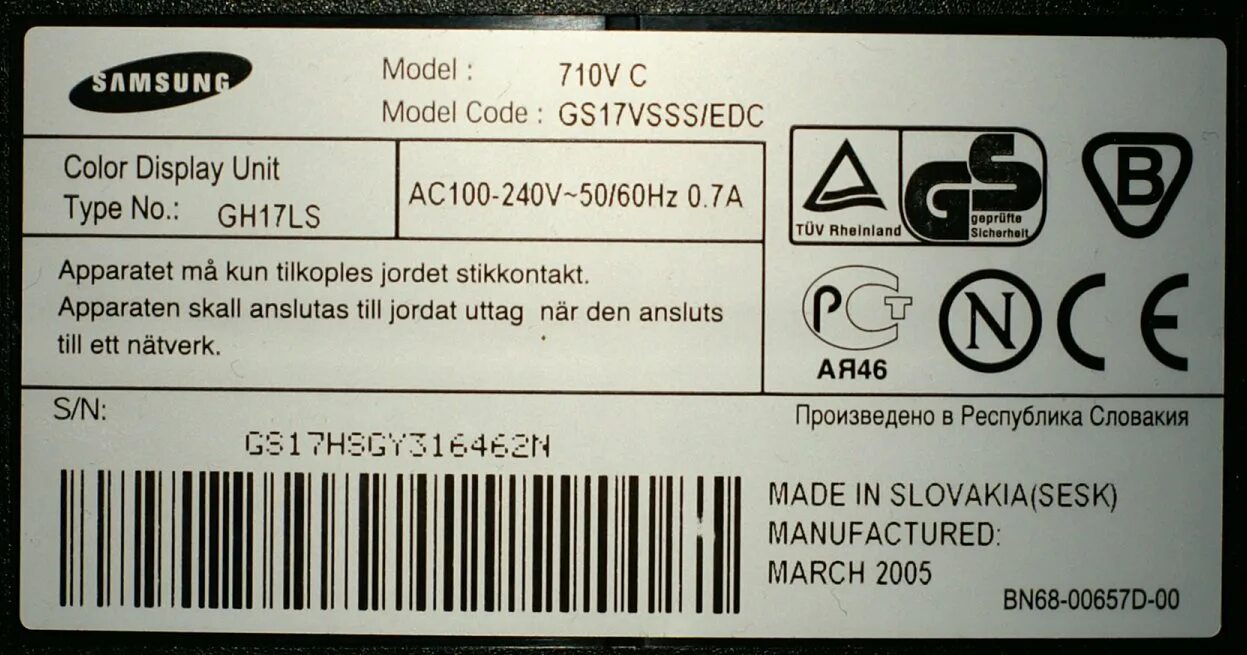 SAMSUNG
Model : 710V C
Model Code : GS17VSSS/EDC
Color Display Unit
Type No.: GH17LS
AC100-240V~50/60Hz 0.7A
Apparatet må kun tilkoples jordet stikkontakt.
Apparaten skall anslutas till jordat uttag när den ansluts
till ett nätverk.
TÜV Rheinland
GS
geprüfte
Sicherheit
B
РСТ
АЯ46
N
CE
S/N:
GS17HSGY316462N
Произведено в Республика Словакия
MADE IN SLOVAKIA(SESK)
MANUFACTURED:
MARCH 2005
BN68-00657D-00